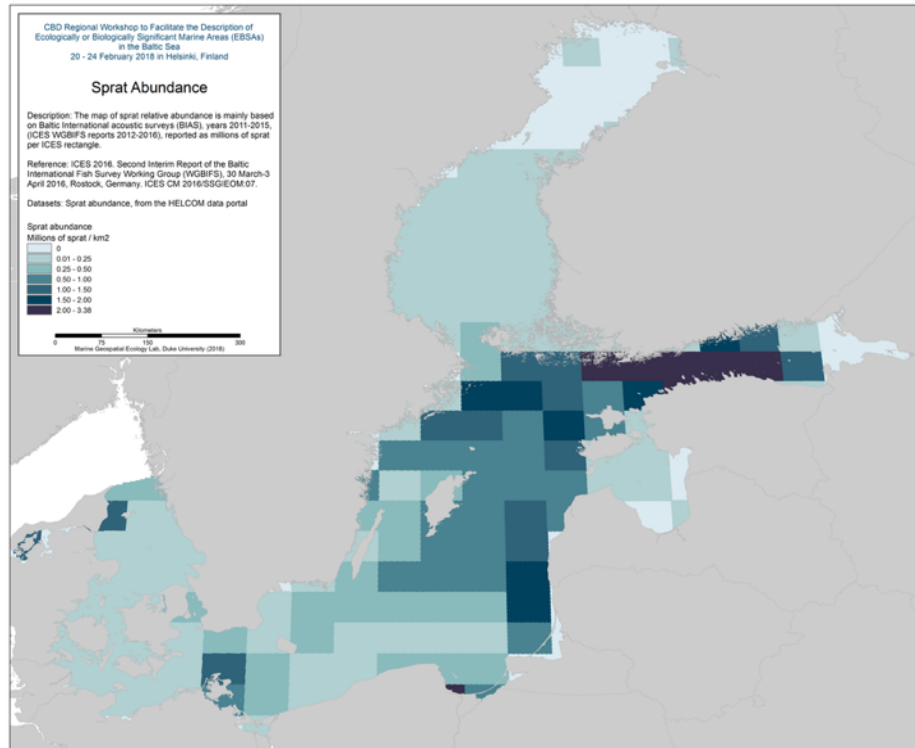 CBD Regional Workshop to Facilitate the Description of
Ecologically or Biologically Significant Marine Areas (EBSAs)
in the Baltic Sea
20 - 24 February 2018 in Helsinki, Finland
Sprat Abundance
Description: The map of sprat relative abundance is mainly based
on Baltic International acoustic surveys (BIAS), years 2011-2015,
(ICES WGBIFS reports 2012-2016), reported as millions of sprat
per ICES rectangle.
Reference: ICES 2016. Second Interim Report of the Baltic
International Fish Survey Working Group (WGBIFS), 30 March-3
April 2016, Rostock, Germany. ICES CM 2016/SSGIEOM:07.
Datasets: Sprat abundance, from the HELCOM data portal
Sprat abundance
Millions of sprat / km2
0
0.01 - 0.25
0.25 - 0.50
0.50 - 1.00
1.00 - 1.50
1.50 - 2.00
2.00 - 3.38
Kilometers
0 75 150 300
Marine Geospatial Ecology Lab, Duke University (2018)